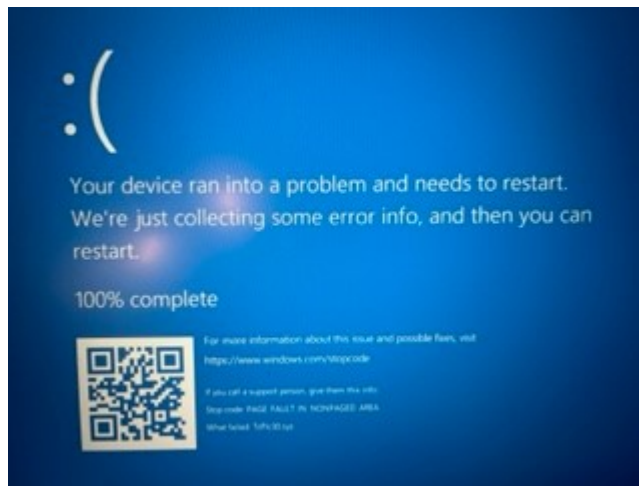 :(
Your device ran into a problem and needs to restart.
We're just collecting some error info, and then you can
restart.
100% complete
For more information about this issue and possible fixes, visit
https://www.windows.com/stopcode
If you call a support person, give them this info:
Stop code: PAGE FAULT IN NONPAGED AREA
What failed: